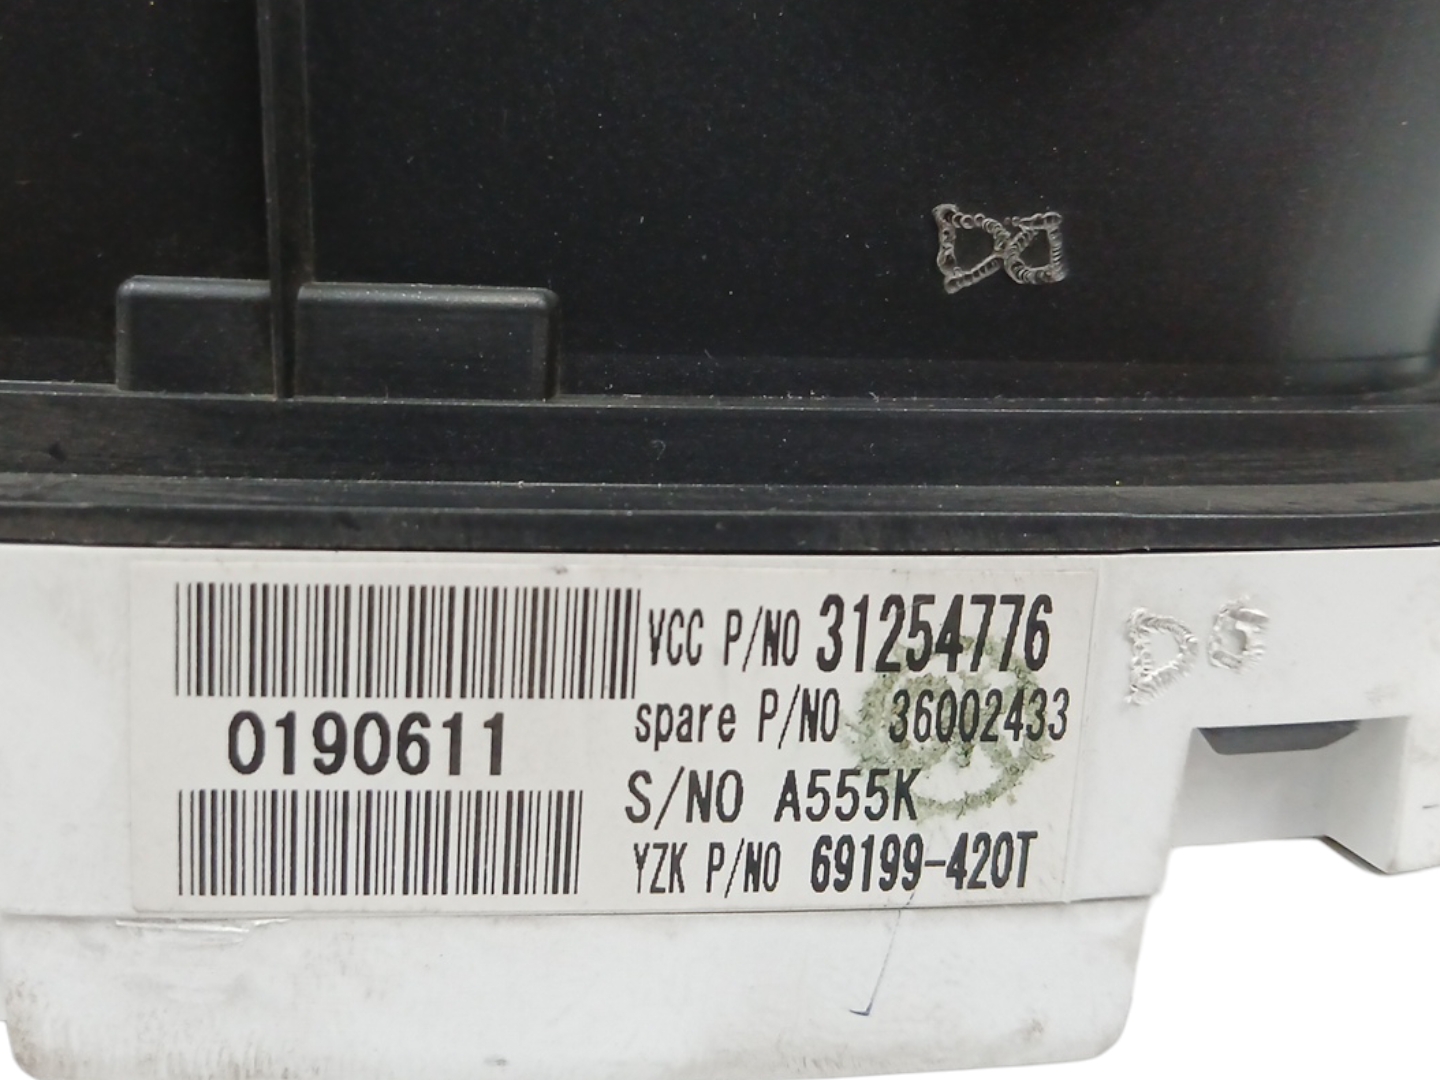 VCC P/NO 31254776
0190611
spare P/NO 36002433
S/NO A555K
YZK P/NO 69199-420T